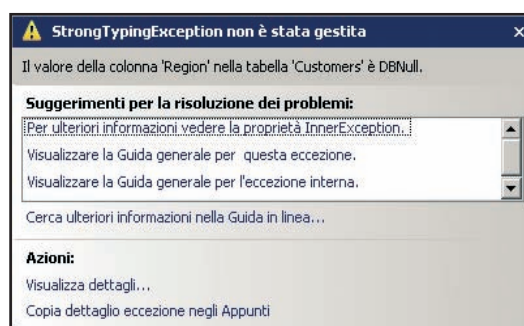 StrongTypingException non è stata gestita
Il valore della colonna 'Region' nella tabella 'Customers' è DBNull.
Suggerimenti per la risoluzione dei problemi:
Per ulteriori informazioni vedere la proprietà InnerException.
Visualizzare la Guida generale per questa eccezione.
Visualizzare la Guida generale per l'eccezione interna.
Cerca ulteriori informazioni nella Guida in linea...
Azioni:
Visualizza dettagli...
Copia dettaglio eccezione negli Appunti